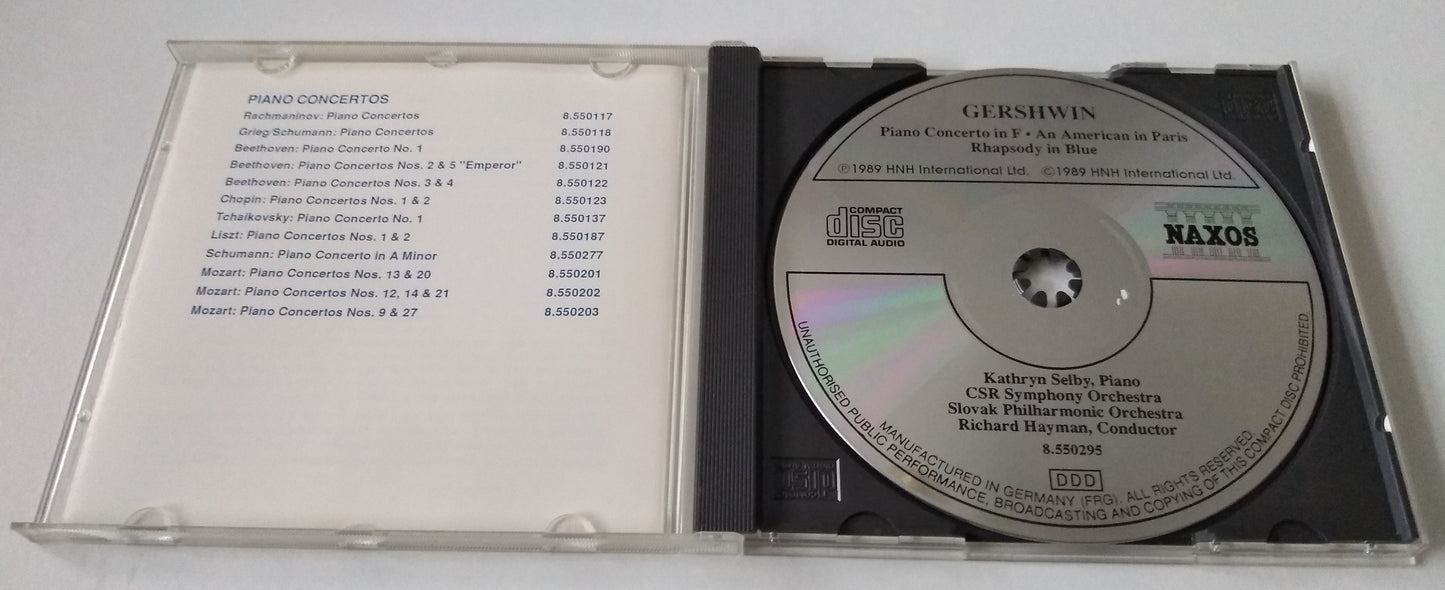 PIANO CONCERTOS
Rachmaninov: Piano Concertos 8.550117
Grieg/Schumann: Piano Concertos 8.550118
Beethoven: Piano Concerto No. 1 8.550190
Beethoven: Piano Concertos Nos. 2 & 5 "Emperor" 8.550121
Beethoven: Piano Concertos Nos. 3 & 4 8.550122
Chopin: Piano Concertos Nos. 1 & 2 8.550123
Tchaikovsky: Piano Concerto No. 1 8.550137
Liszt: Piano Concertos Nos. 1 & 2 8.550187
Schumann: Piano Concerto in A Minor 8.550277
Mozart: Piano Concertos Nos. 13 & 20 8.550201
Mozart: Piano Concertos Nos. 12, 14 & 21 8.550202
Mozart: Piano Concertos Nos. 9 & 27 8.550203
GERSHWIN
Piano Concerto in F • An American in Paris
Rhapsody in Blue
℗1989 HNH International Ltd. ©1989 HNH International Ltd.
COMPACT
disc
DIGITAL AUDIO
NAXOS
Kathryn Selby, Piano
CSR Symphony Orchestra
Slovak Philharmonic Orchestra
Richard Hayman, Conductor
8.550295
DDD
MANUFACTURED IN GERMANY (FRG). ALL RIGHTS RESERVED.
UNAUTHORISED PUBLIC PERFORMANCE, BROADCASTING AND COPYING OF THIS COMPACT DISC PROHIBITED.
disc